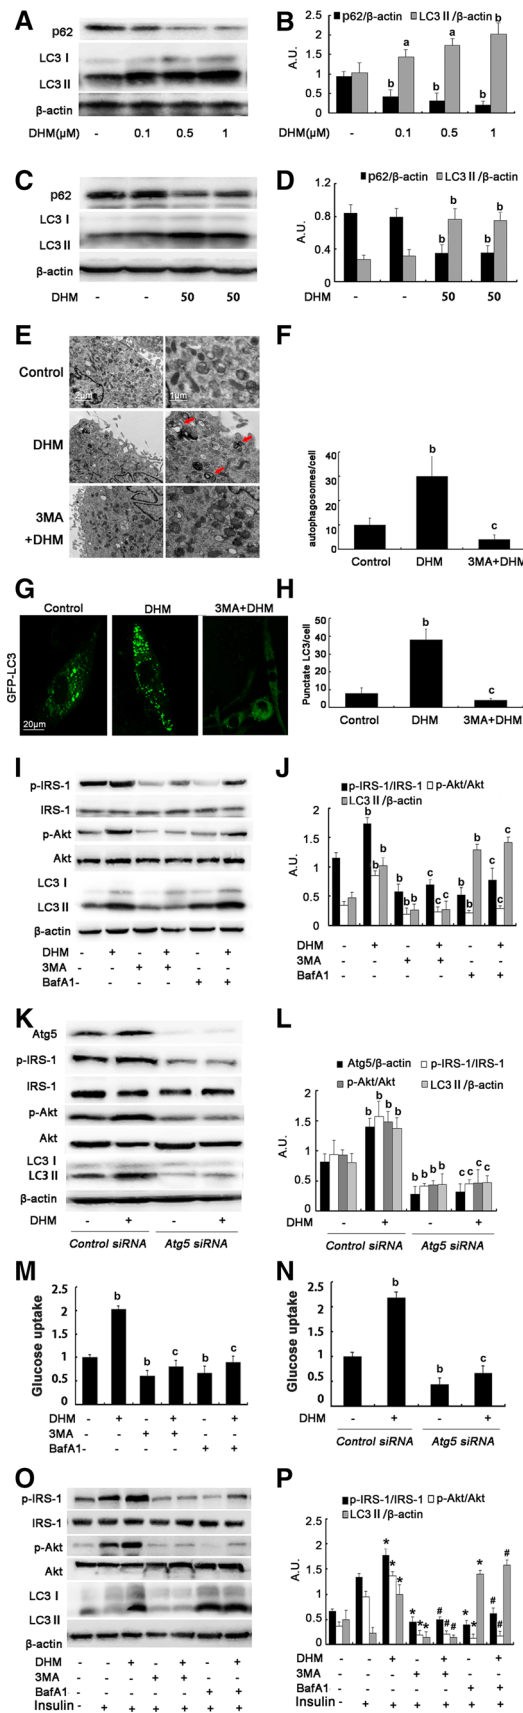 A
p62
LC3 Ⅰ
LC3 Ⅱ
β-actin
DHM(μM) - 0.1 0.5 1
B
p62/β-actin LC3 Ⅱ/β-actin
A.U.
2
1.5
1
0.5
0
b a b a b b
DHM(μM) - 0.1 0.5 1
C
p62
LC3 Ⅰ
LC3 Ⅱ
β-actin
DHM - - 50 50
D
p62/β-actin LC3 Ⅱ/β-actin
A.U.
1.2
0.8
0.4
0
b b b b
DHM - - 50 50
E
Control
2μm 1μm
DHM
3MA
+DHM
F
autophagosomes/cell
40
30
20
10
0
b
c
Control DHM 3MA+DHM
G
Control DHM 3MA+DHM
GFP-LC3
20μm
H
Punctate LC3/cell
50
40
30
20
10
0
b
c
Control DHM 3MA+DHM
I
p-IRS-1
IRS-1
p-Akt
Akt
LC3 Ⅰ
LC3 Ⅱ
β-actin
DHM - + - + - +
3MA - - + + - -
BafA1- - - - + +
J
p-IRS-1/IRS-1 p-Akt/Akt
LC3 Ⅱ/β-actin
A.U.
2
1.5
1
0.5
0
b b b b b b c c c b b b c c c
DHM - + - + - +
3MA - - + + - -
BafA1- - - - + +
K
Atg5
p-IRS-1
IRS-1
p-Akt
Akt
LC3 Ⅰ
LC3 Ⅱ
β-actin
DHM - + - +
Control siRNA Atg5 siRNA
L
Atg5/β-actin p-IRS-1/IRS-1
p-Akt/Akt LC3 Ⅱ/β-actin
A.U.
2
1.5
1
0.5
0
b b b b b b b b c c c c
DHM - + - +
Control siRNA Atg5 siRNA
M
Glucose uptake
2.5
2
1.5
1
0.5
0
b b c b c
DHM - + - + - +
3MA - - + + - -
BafA1- - - - + +
N
Glucose uptake
2.5
2
1.5
1
0.5
0
b b c
DHM - + - +
Control siRNA Atg5 siRNA
O
p-IRS-1
IRS-1
p-Akt
Akt
LC3 Ⅰ
LC3 Ⅱ
β-actin
DHM - - + - + - +
3MA - - - + + - -
BafA1 - - - - - + +
Insulin - + + + + + +
P
p-IRS-1/IRS-1 p-Akt/Akt
LC3 Ⅱ/β-actin
A.U.
2
1.5
1
0.5
0
* * * * * * # # # * * * # # #
DHM - - + - + - +
3MA - - - + + - -
BafA1 - - - - - + +
Insulin - + + + + + +